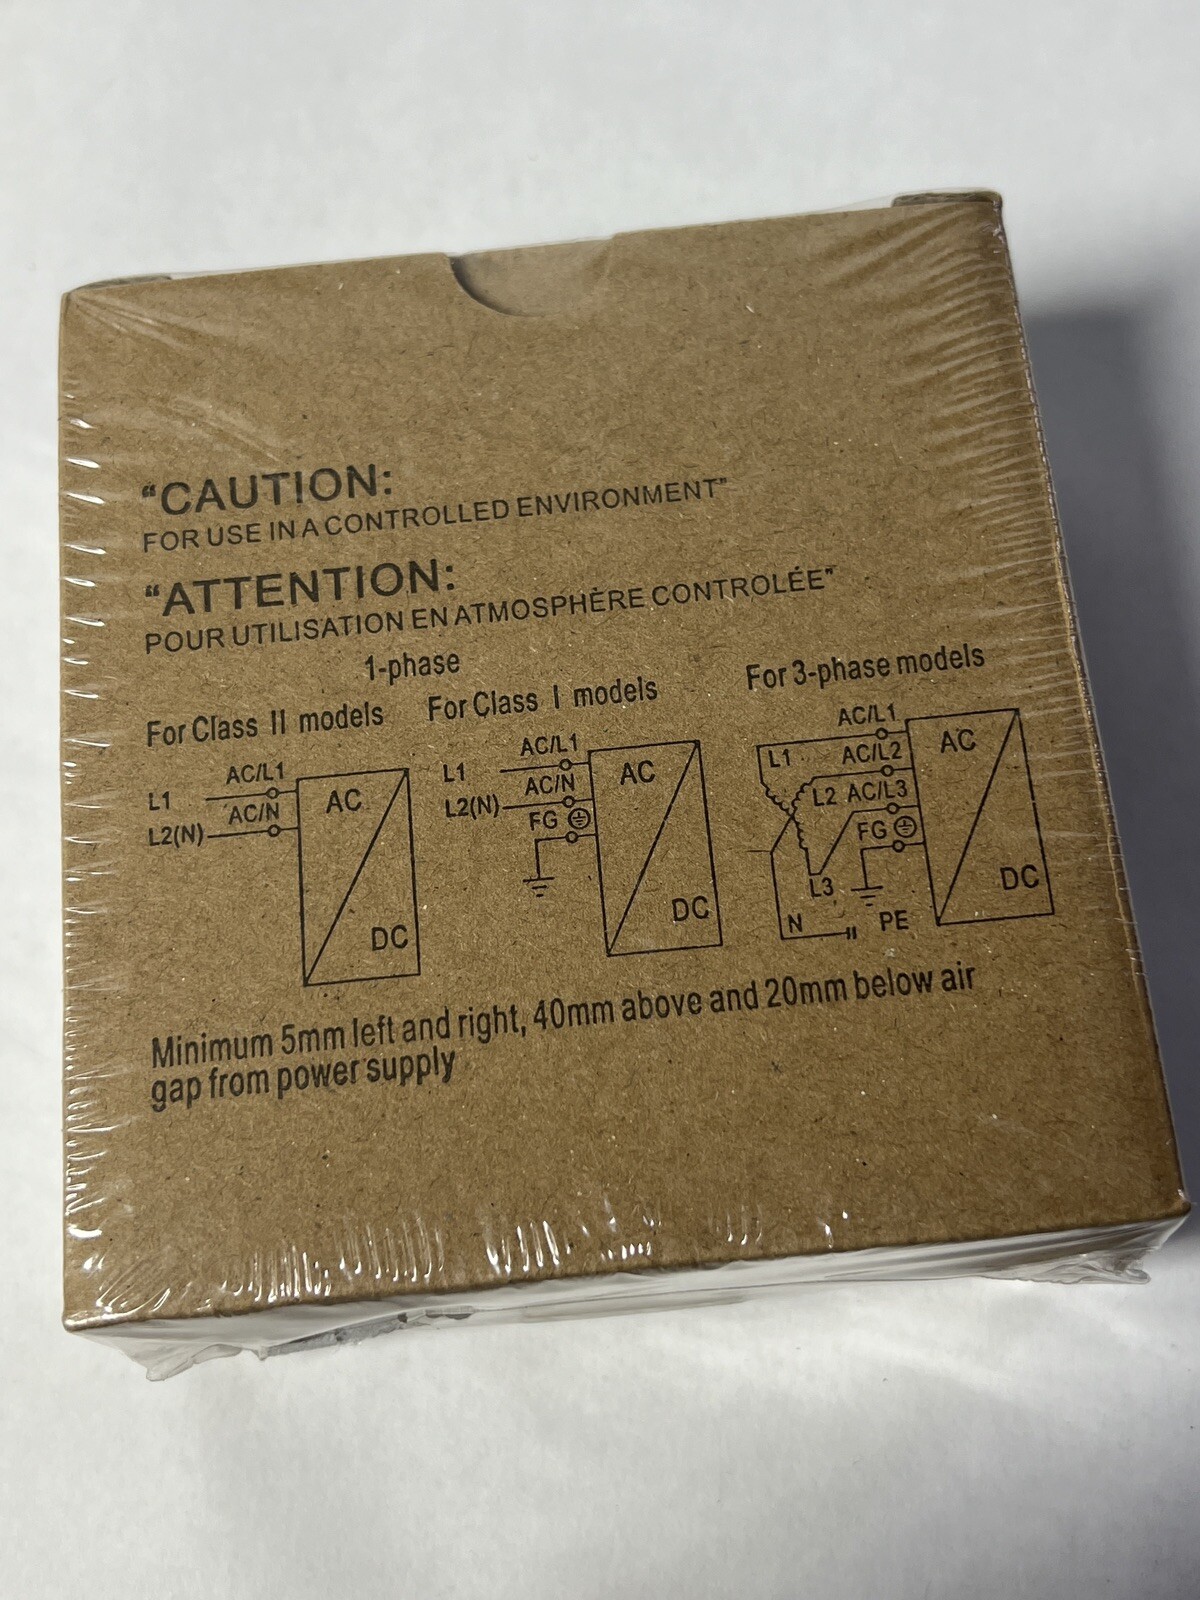 “CAUTION:
FOR USE IN A CONTROLLED ENVIRONMENT”
“ATTENTION:
POUR UTILISATION EN ATMOSPHÈRE CONTROLÉE”
1-phase
For Class II models
AC/L1
L1
AC/N
L2(N)
AC
DC
For Class I models
AC/L1
L1
AC/N
L2(N)
FG
AC
DC
For 3-phase models
AC/L1
L1
AC/L2
L2 AC/L3
FG
L3
N
PE
AC
DC
Minimum 5mm left and right, 40mm above and 20mm below air
gap from power supply